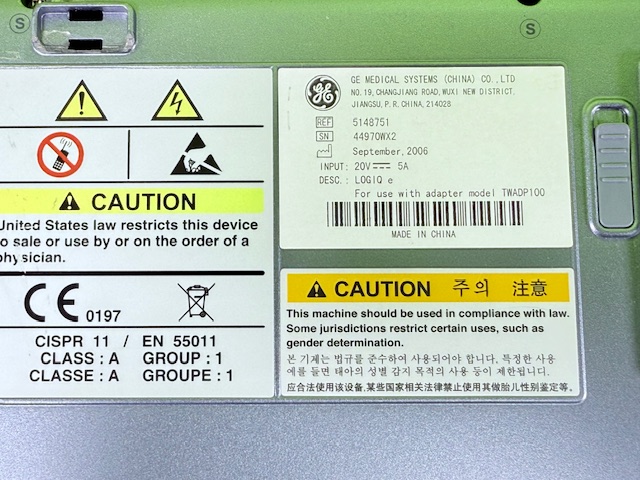 S
S
GE
GE MEDICAL SYSTEMS (CHINA) CO., LTD
NO. 19, CHANGJIANG ROAD, WUXI NEW DISTRICT,
JIANGSU, P. R. CHINA, 214028
REF 5148751
SN 44970WX2
September, 2006
INPUT: 20V 5A
DESC.: LOGIQ e
For use with adapter model TWADP100
MADE IN CHINA
CAUTION
United States law restricts this device
to sale or use by or on the order of a
physician.
CE 0197
CISPR 11 / EN 55011
CLASS : A GROUP : 1
CLASSE : A GROUPE : 1
CAUTION 주의 注意
This machine should be used in compliance with law.
Some jurisdictions restrict certain uses, such as
gender determination.
본 기계는 법규를 준수하여 사용되어야 합니다. 특정한 사용
예를 들면 태아의 성별 감지 목적의 사용 등이 제한됩니다.
应合法使用该设备.某些国家相关法律禁止使用其做胎儿性别鉴定等。